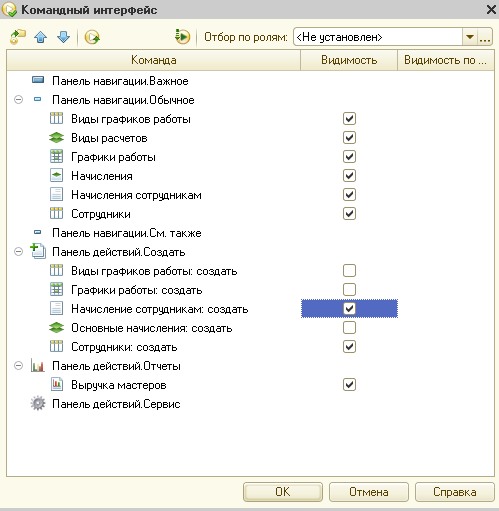 Командный интерфейс
Отбор по ролям: <Не установлен>
Команда Видимость Видимость по ...
Панель навигации.Важное
Панель навигации.Обычное
Виды графиков работы
Виды расчетов
Графики работы
Начисления
Начисления сотрудникам
Сотрудники
Панель навигации.См. также
Панель действий.Создать
Виды графиков работы: создать
Графики работы: создать
Начисление сотрудникам: создать
Основные начисления: создать
Сотрудники: создать
Панель действий.Отчеты
Выручка мастеров
Панель действий.Сервис
OK Отмена Справка